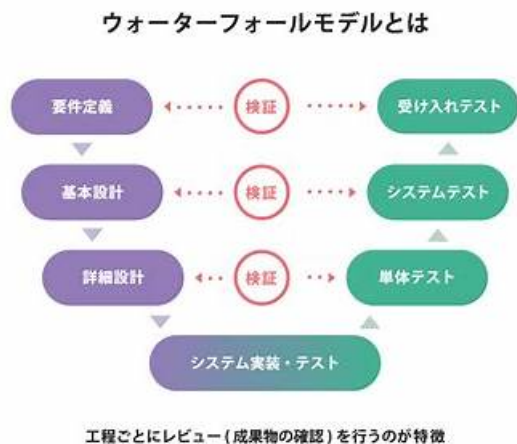 ウォーターフォールモデルとは
要件定義
検証
受け入れテスト
基本設計
検証
システムテスト
詳細設計
検証
単体テスト
システム実装・テスト
工程ごとにレビュー(成果物の確認)を行うのが特徴